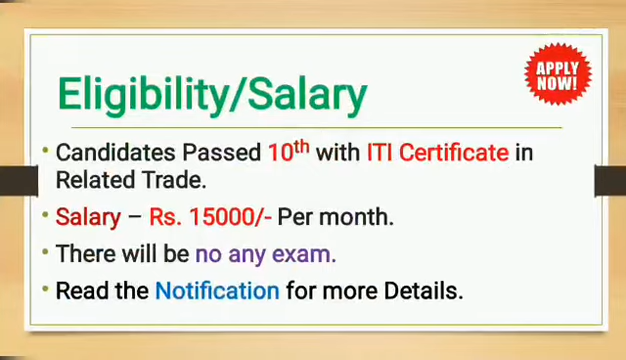 APPLY
NOW!
Eligibility/Salary
• Candidates Passed 10th with ITI Certificate in
Related Trade.
• Salary – Rs. 15000/- Per month.
• There will be no any exam.
• Read the Notification for more Details.